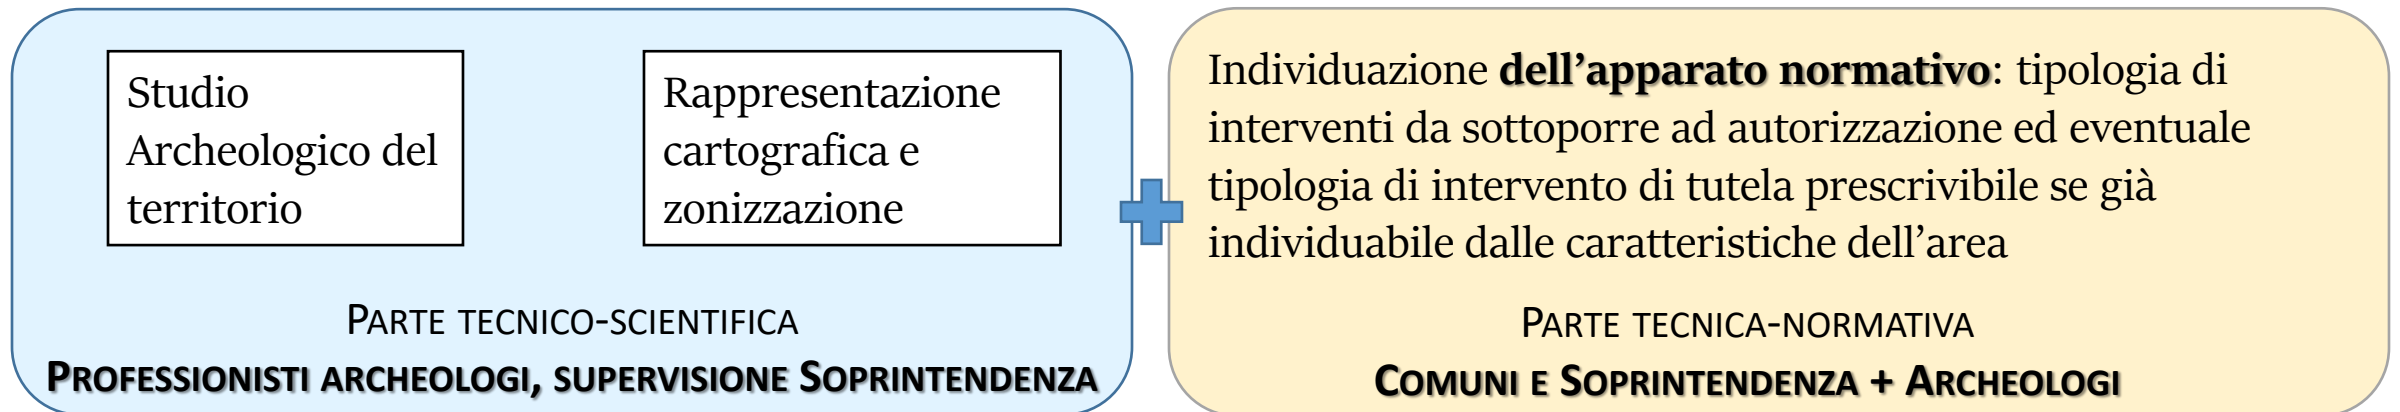 Studio
Archeologico del
territorio
Rappresentazione
cartografica e
zonizzazione
PARTE TECNICO-SCIENTIFICA
PROFESSIONISTI ARCHEOLOGI, SUPERVISIONE SOPRINTENDENZA
Individuazione dell’apparato normativo: tipologia di
interventi da sottoporre ad autorizzazione ed eventuale
tipologia di intervento di tutela prescrivibile se già
individuabile dalle caratteristiche dell’area
PARTE TECNICA-NORMATIVA
COMUNI E SOPRINTENDENZA + ARCHEOLOGI